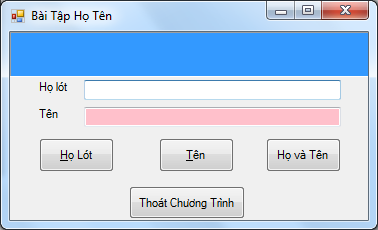 Bài Tập Họ Tên
Họ lót
Tên
Họ Lót Tên Họ và Tên
Thoát Chương Trình